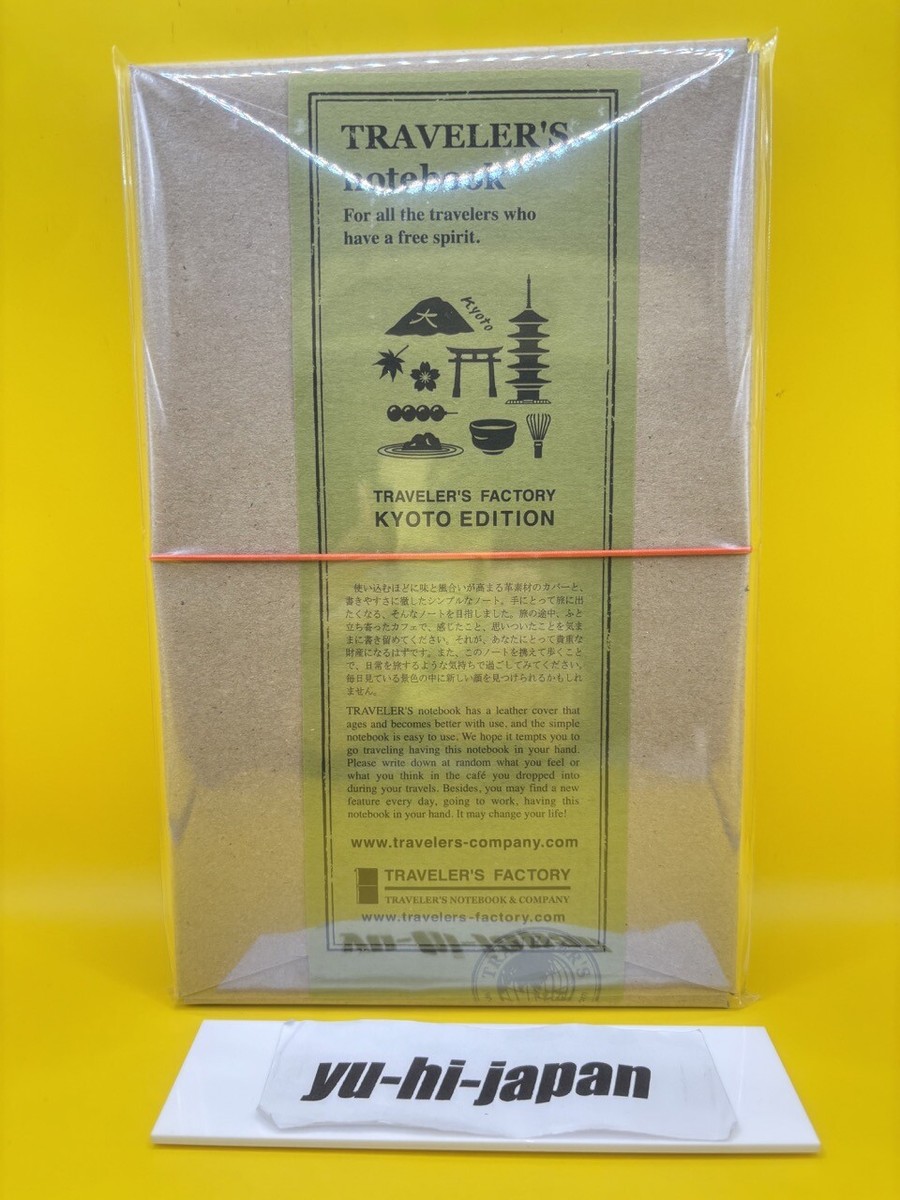 TRAVELER'S
notebook
For all the travelers who
have a free spirit.
Kyoto
大
TRAVELER'S FACTORY
KYOTO EDITION
使い込むほどに味と風合いが高まる革素材のカバーと、
書きやすさに徹したシンプルなノート。手にとって旅に出
たくなる、そんなノートを目指しました。旅の途中、ふと
立ち寄ったカフェで、感じたこと、思いついたことを気ま
まに書き留めてください。それが、あなたにとって貴重な
財産になるはずです。また、このノートを携えて歩くこと
で、日常を旅するような気持ちで過ごしてみてください。
毎日見ている景色の中に新しい顔を見つけられるかもしれ
ません。
TRAVELER'S notebook has a leather cover that
ages and becomes better with use, and the simple
notebook is easy to use. We hope it tempts you to
go traveling having this notebook in your hand.
Please write down at random what you feel or
what you think in the café you dropped into
during your travels. Besides, you may find a new
feature every day, going to work, having this
notebook in your hand. It may change your life!
www.travelers-company.com
TRAVELER'S FACTORY
TRAVELER'S NOTEBOOK & COMPANY
www.travelers-factory.com
TRAVELER'S
yu-hi-japan